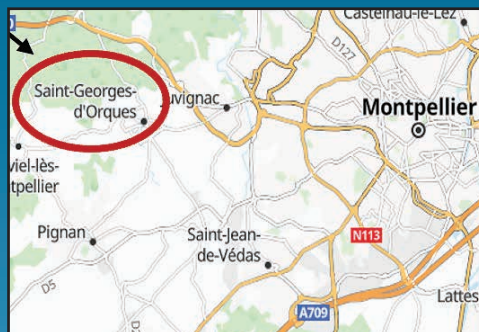 Castelnau-le-Lez
D127
Saint-Georges-
d'Orques
Juvignac
Montpellier
viel-lès-
tpellier
Pignan
Saint-Jean-
de-Védas
N113
D5
A709
Lattes